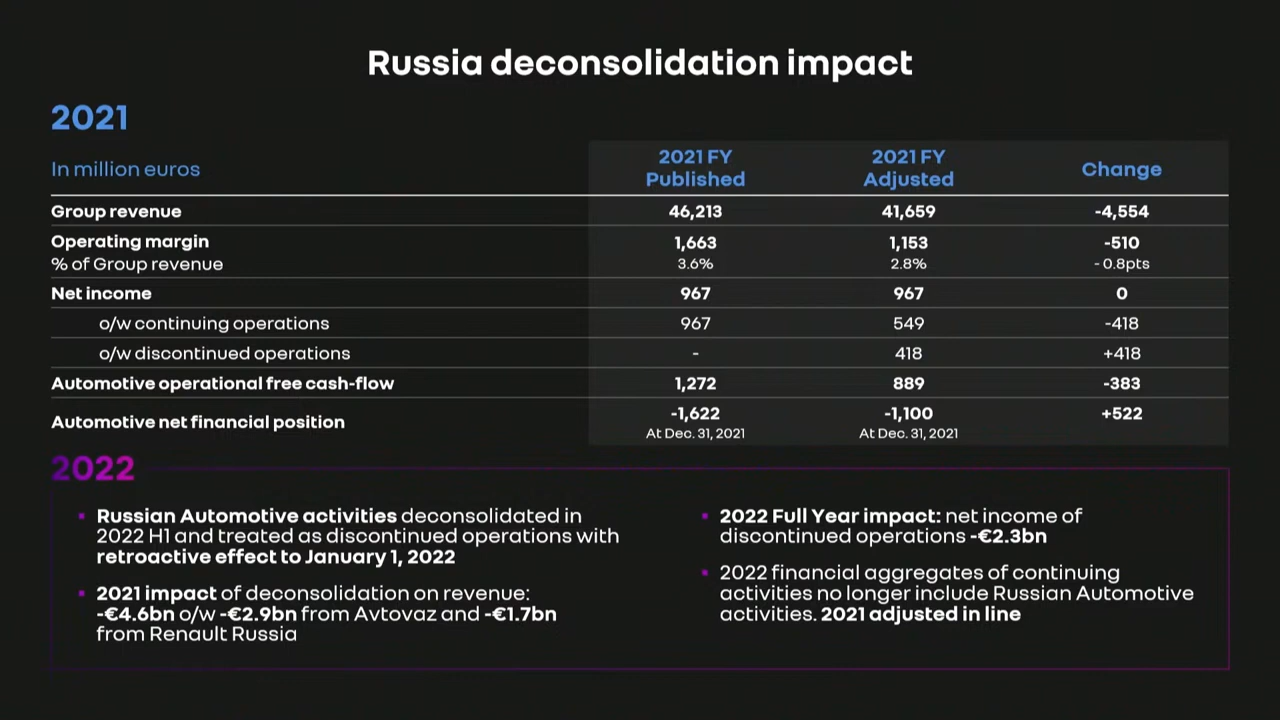 Russia deconsolidation impact
2021
In million euros
2021 FY Published
2021 FY Adjusted
Change
Group revenue 46,213 41,659 -4,554
Operating margin 1,663 1,153 -510
% of Group revenue 3.6% 2.8% - 0.8pts
Net income 967 967 0
o/w continuing operations 967 549 -418
o/w discontinued operations - 418 +418
Automotive operational free cash-flow 1,272 889 -383
Automotive net financial position -1,622 -1,100 +522
At Dec. 31, 2021 At Dec. 31, 2021
2022
▪ Russian Automotive activities deconsolidated in
2022 H1 and treated as discontinued operations with
retroactive effect to January 1, 2022
▪ 2021 impact of deconsolidation on revenue:
-€4.6bn o/w -€2.9bn from Avtovaz and -€1.7bn
from Renault Russia
▪ 2022 Full Year impact: net income of
discontinued operations -€2.3bn
▪ 2022 financial aggregates of continuing
activities no longer include Russian Automotive
activities. 2021 adjusted in line